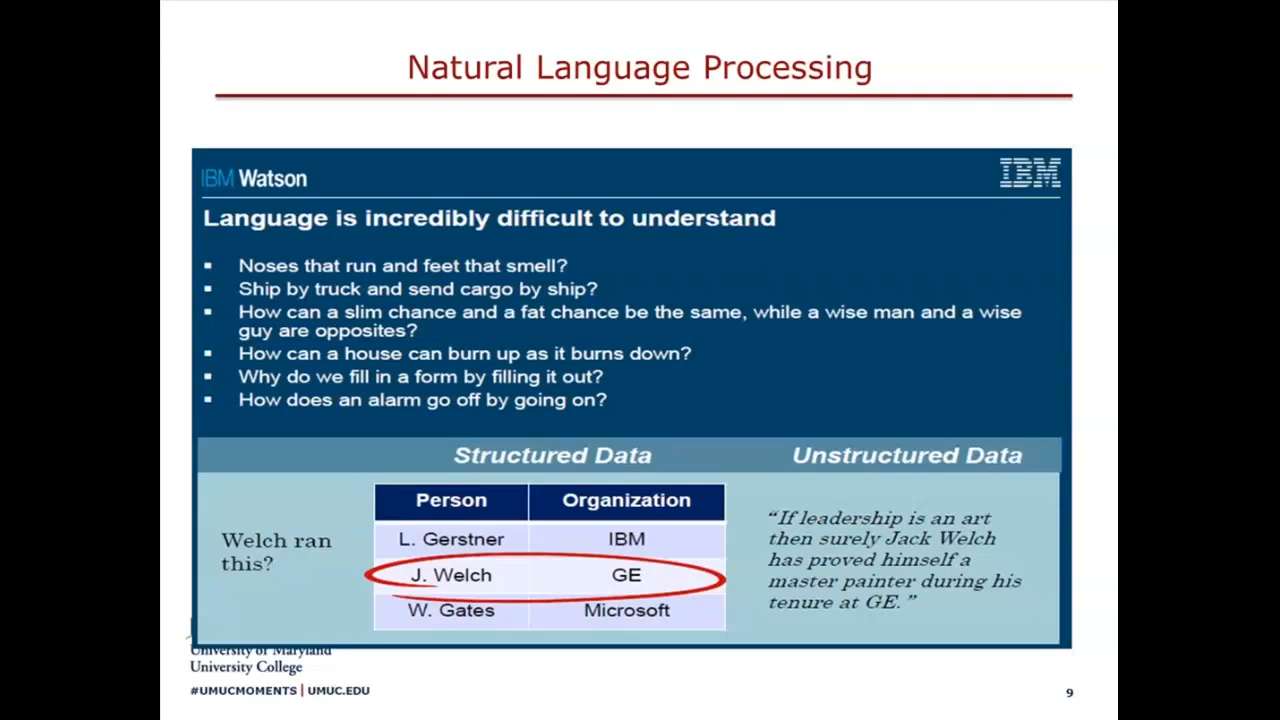 Natural Language Processing
IBM Watson
IBM
Language is incredibly difficult to understand
▪ Noses that run and feet that smell?
▪ Ship by truck and send cargo by ship?
▪ How can a slim chance and a fat chance be the same, while a wise man and a wise
guy are opposites?
▪ How can a house can burn up as it burns down?
▪ Why do we fill in a form by filling it out?
▪ How does an alarm go off by going on?
Structured Data
Unstructured Data
Welch ran
this?
Person Organization
L. Gerstner IBM
J. Welch GE
W. Gates Microsoft
“If leadership is an art
then surely Jack Welch
has proved himself a
master painter during his
tenure at GE.”
University of Maryland
University College
#UMUCMOMENTS | UMUC.EDU
9